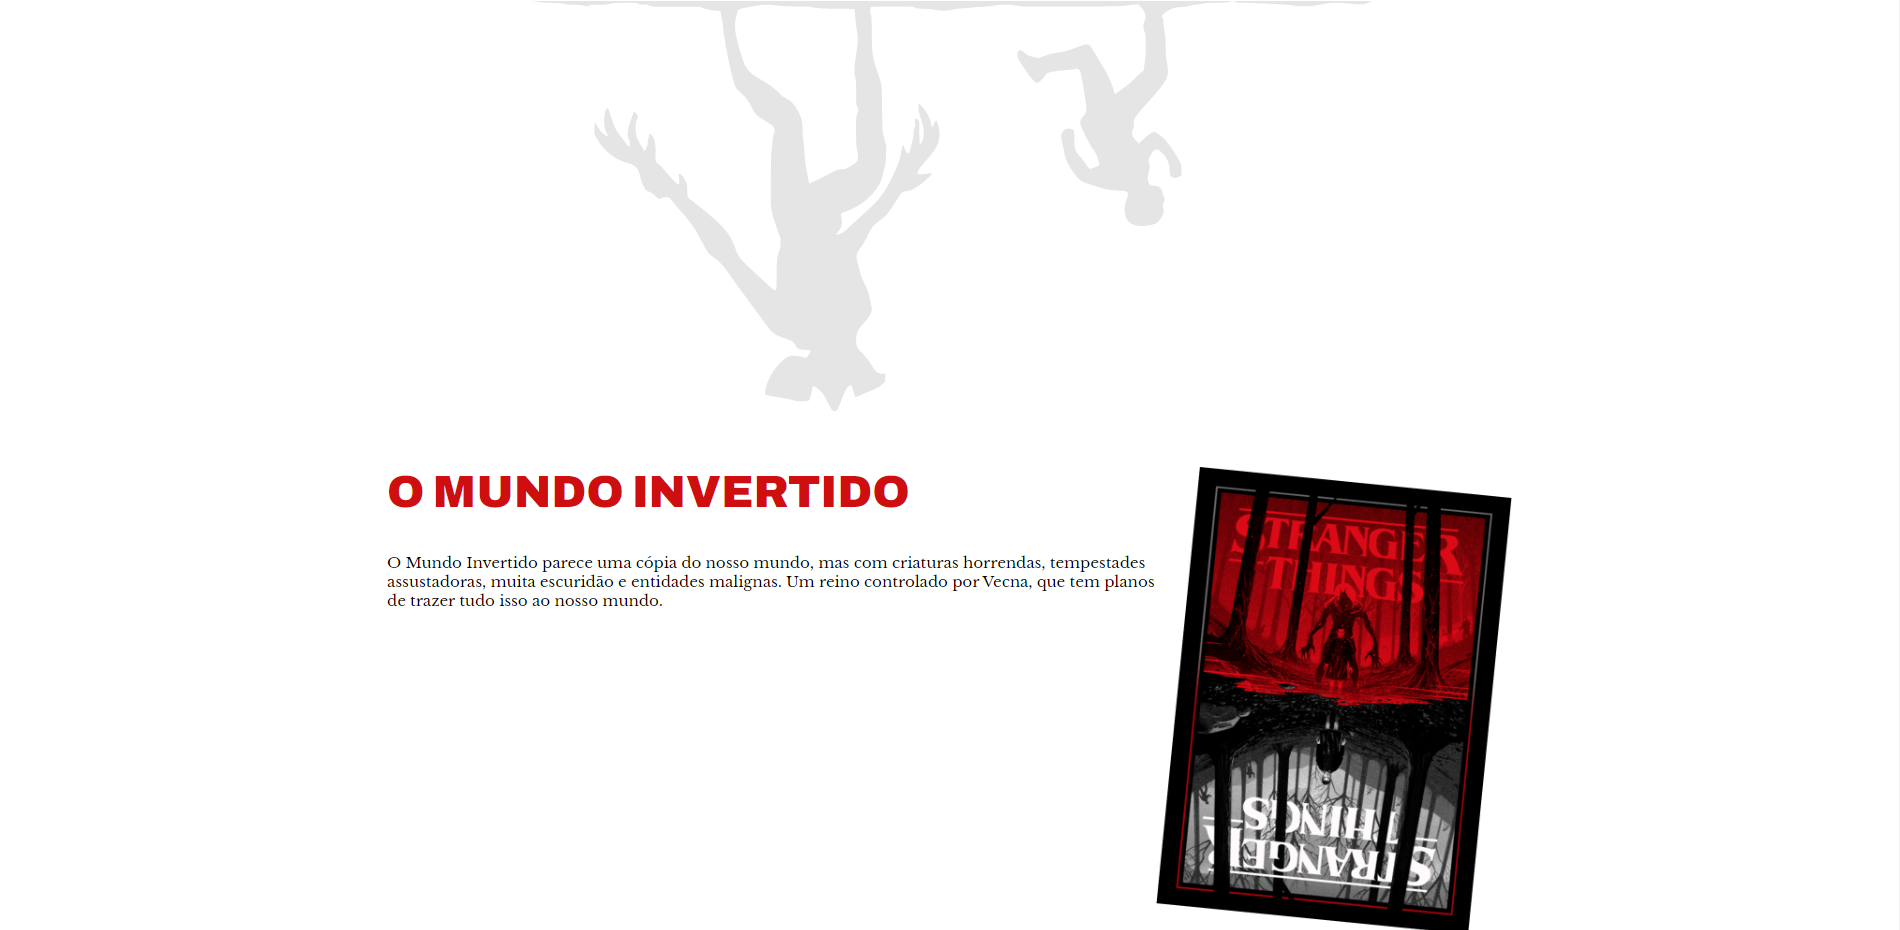 O MUNDO INVERTIDO
O Mundo Invertido parece uma cópia do nosso mundo, mas com criaturas horrendas, tempestades
assustadoras, muita escuridão e entidades malignas. Um reino controlado por Vecna, que tem planos
de trazer tudo isso ao nosso mundo.
STRANGER
THINGS
THINGS
STRANGER